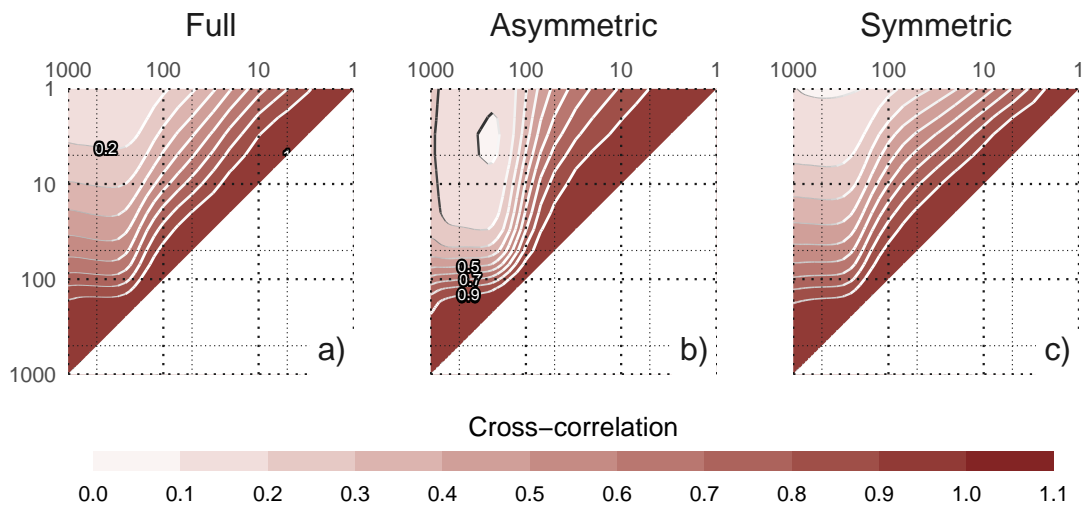 Full Asymmetric Symmetric
1000 100 10 1 1000 100 10 1 1000 100 10 1
1
0.2
10
0.5
100 0.7
0.9
a) b) c)
1000
Cross−correlation
0.0 0.1 0.2 0.3 0.4 0.5 0.6 0.7 0.8 0.9 1.0 1.1